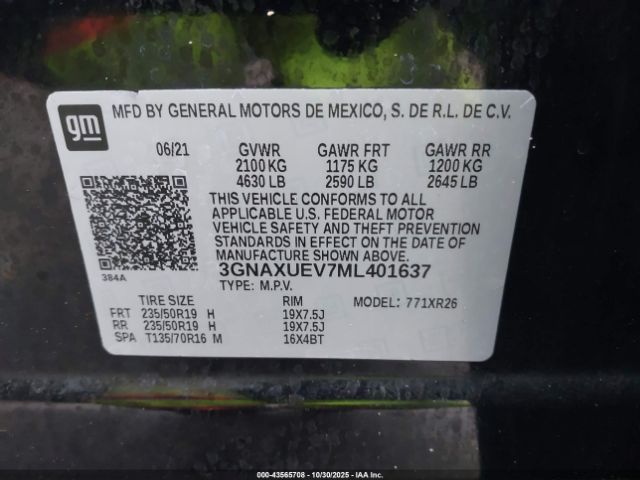 gm
MFD BY GENERAL MOTORS DE MEXICO, S. DE R.L. DE C.V.
06/21 GVWR GAWR FRT GAWR RR
2100 KG 1175 KG 1200 KG
4630 LB 2590 LB 2645 LB
THIS VEHICLE CONFORMS TO ALL
APPLICABLE U.S. FEDERAL MOTOR
VEHICLE SAFETY AND THEFT PREVENTION
STANDARDS IN EFFECT ON THE DATE OF
MANUFACTURE SHOWN ABOVE.
384A 3GNAXUEV7ML401637
TYPE: M.P.V.
TIRE SIZE RIM MODEL: 771XR26
FRT 235/50R19 H 19X7.5J
RR 235/50R19 H 19X7.5J
SPA T135/70R16 M 16X4BT
000-43565708 - 10/30/2025 - IAAI.com